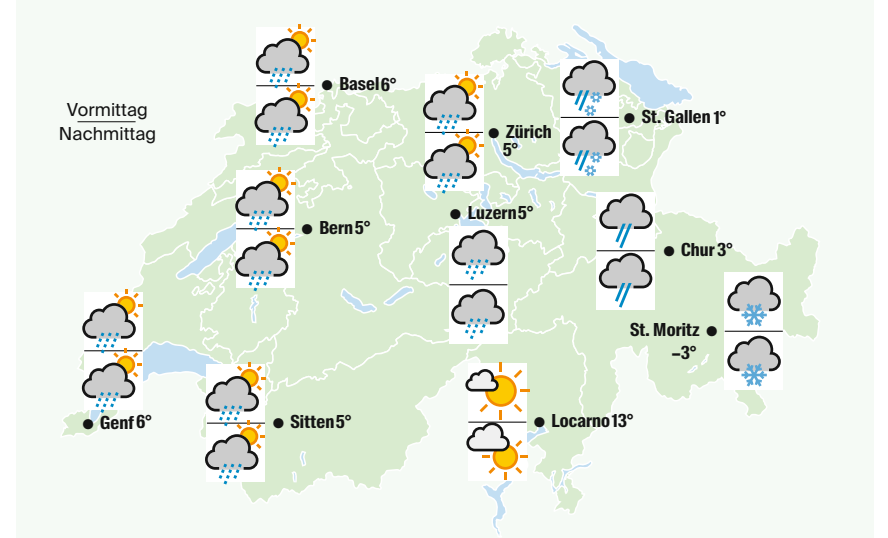 Vormittag
Nachmittag
Basel 6°
Zürich
5°
St. Gallen 1°
Bern 5°
Luzern 5°
Chur 3°
St. Moritz
–3°
Genf 6°
Sitten 5°
Locarno 13°